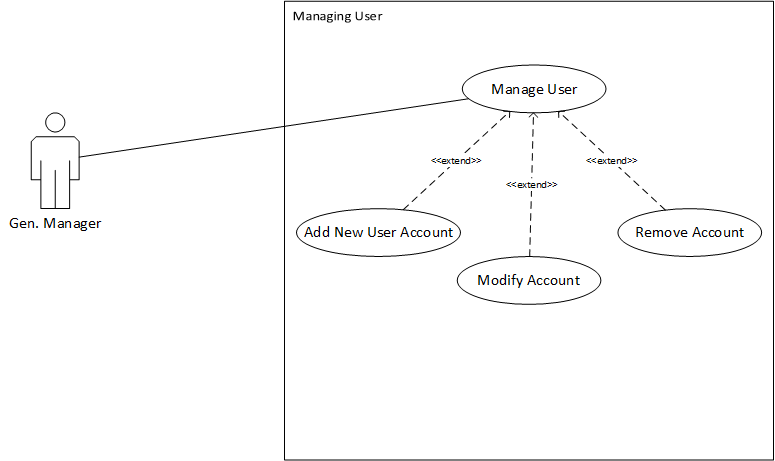 Managing User
Manage User
<<extend>>
<<extend>>
<<extend>>
Gen. Manager
Add New User Account
Remove Account
Modify Account